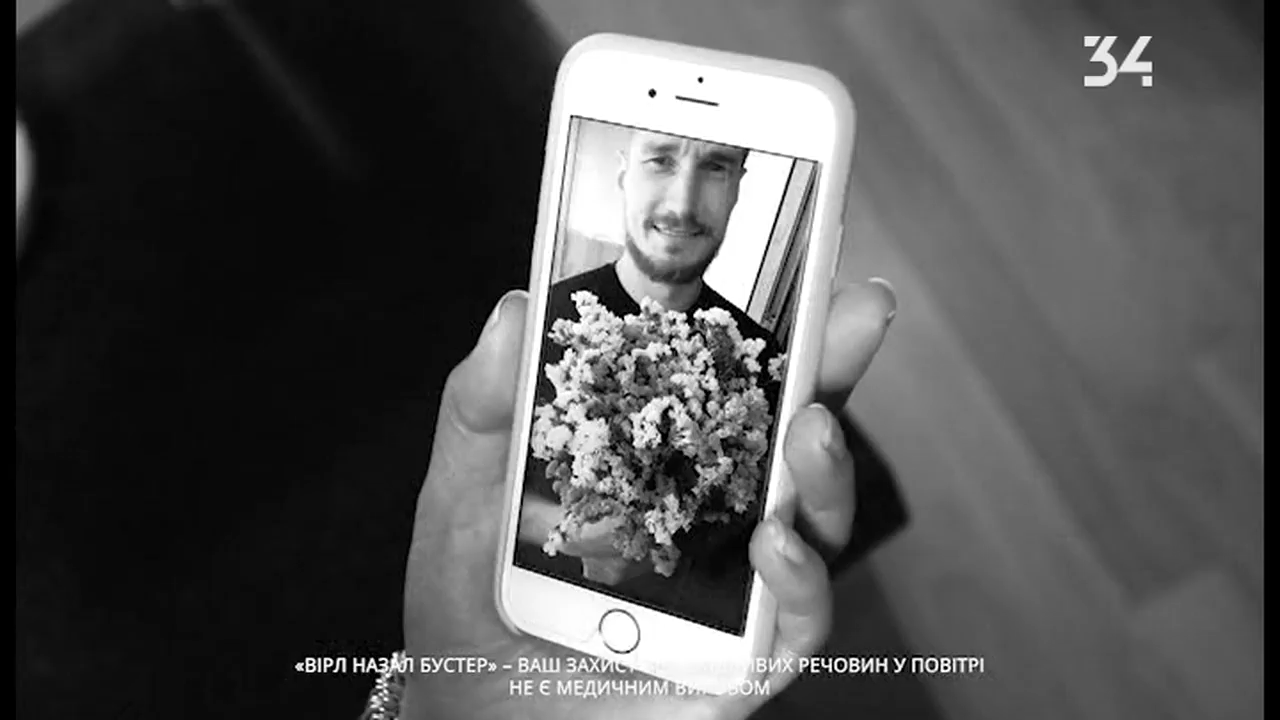 34
«ВІРЛ НАЗАЛ БУСТЕР» – ВАШ ЗАХИСТ РЕЧОВИН У ПОВІТРІ
НЕ Є МЕДИЧНИМ